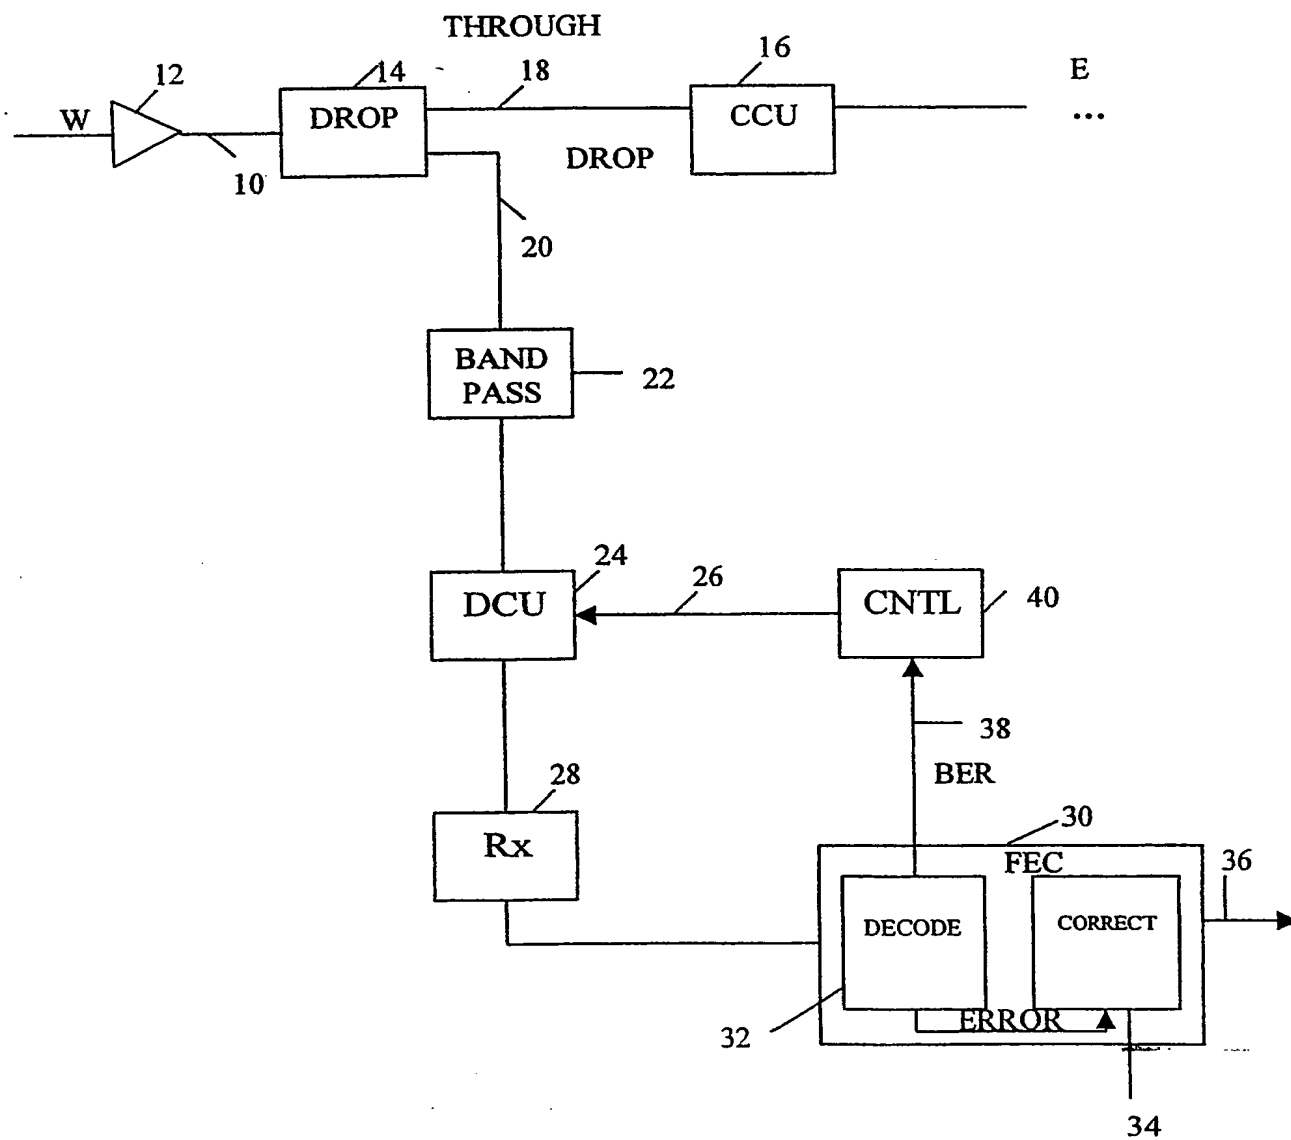 THROUGH
12
14
18
16
E
W
DROP
CCU
...
10
DROP
20
BAND
PASS
22
24
DCU
26
CNTL
40
38
BER
28
Rx
30
FEC
36
DECODE
CORRECT
ERROR
32
34